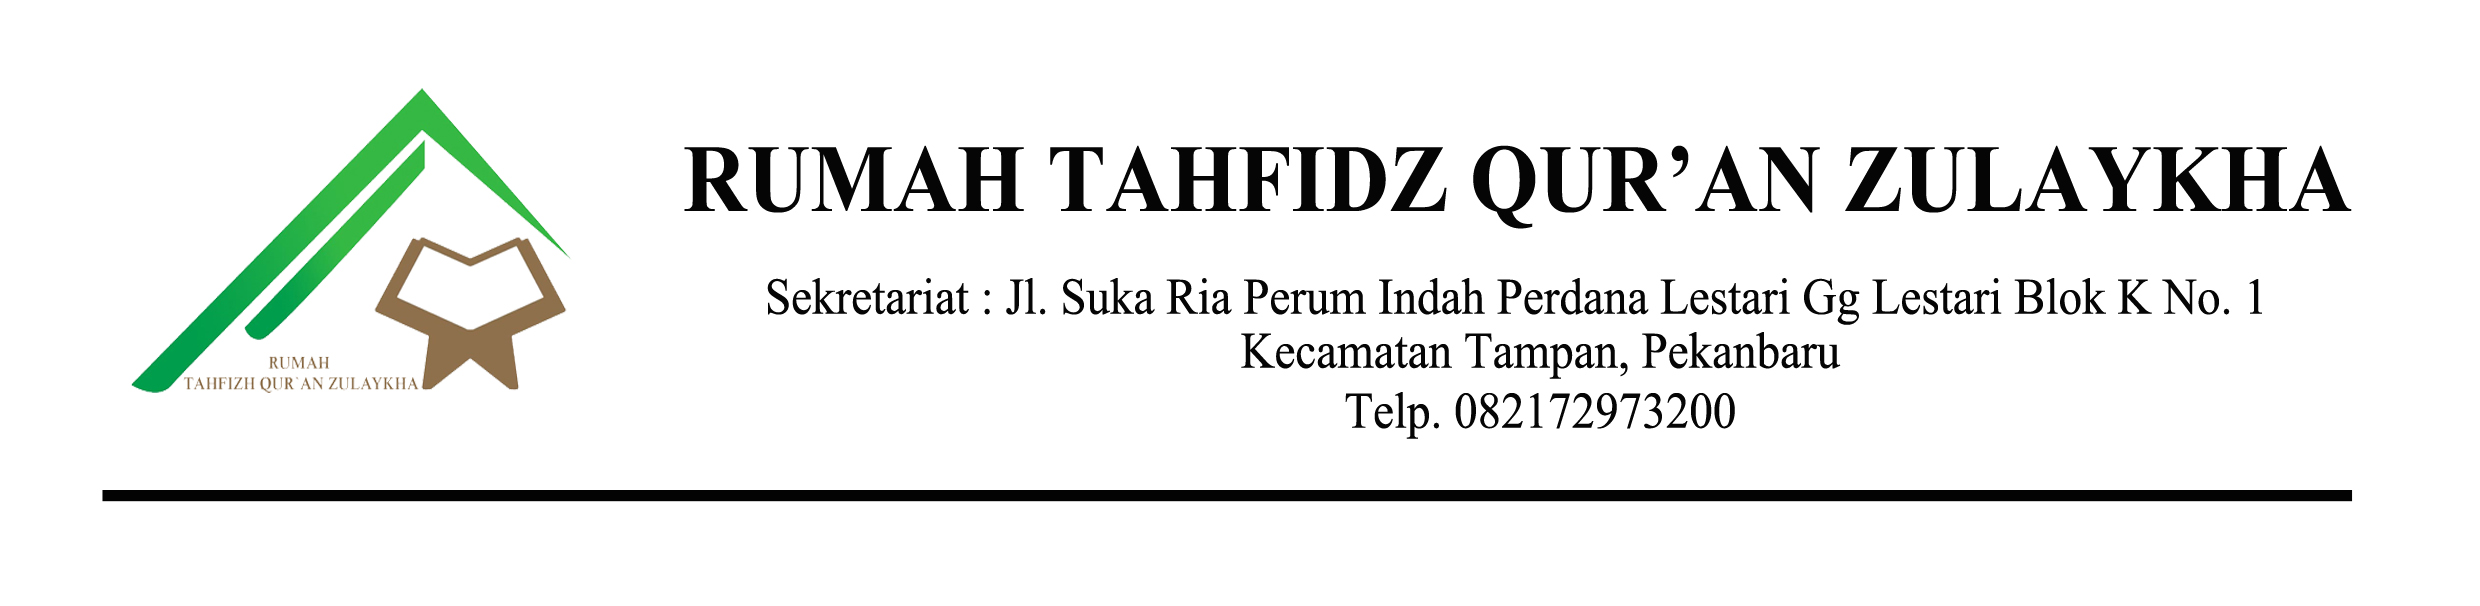 RUMAH TAHFIDZ QUR’AN ZULAYKHA
Sekretariat : Jl. Suka Ria Perum Indah Perdana Lestari Gg Lestari Blok K No. 1
Kecamatan Tampan, Pekanbaru
Telp. 082172973200
RUMAH
TAHFIZH QUR`AN ZULAYKHA